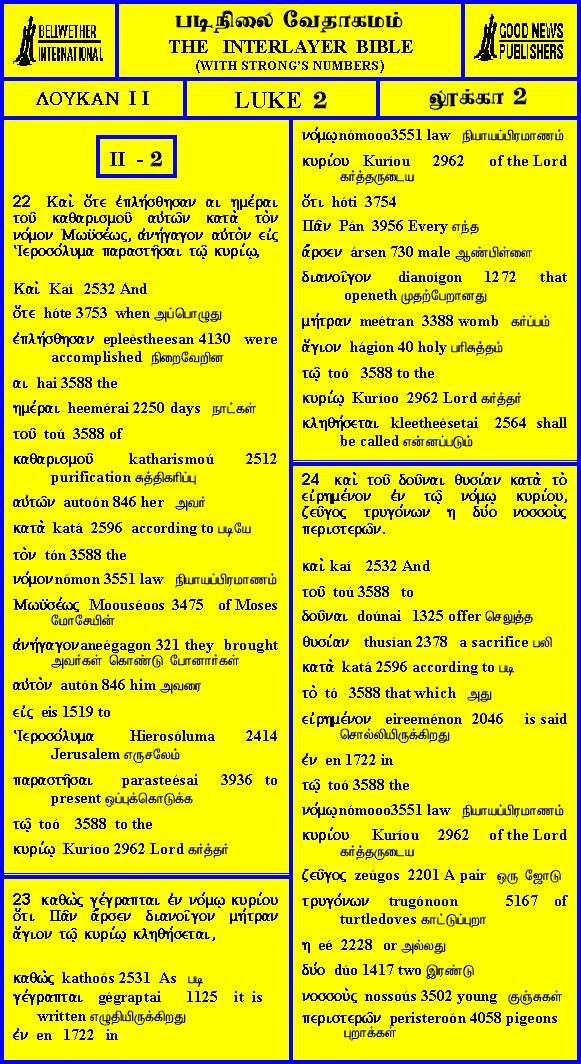 BELLWETHER
INTERNATIONAL
படிநிலை வேதாகமம்
THE INTERLAYER BIBLE
(WITH STRONG'S NUMBERS)
GOOD NEWS
PUBLISHERS
ΛΟΥΚΑΝ II
LUKE 2
லூக்கா 2
II - 2
22 Καὶ ὅτε ἐπλήσθησαν αι ημέραι
τοῦ καθαρισμοῦ αὐτῶν κατὰ τὸν
νόμον Μωϋσέως, ἀνήγαγον αὐτὸν εἰς
Ἱεροσόλυμα παραστῆσαι τῷ κυρίῳ,
Καὶ Kaí 2532 And
ὅτε hóte 3753 when அப்பொழுது
ἐπλήσθησαν epleéstheesan 4130 were
accomplished நிறைவேறின
αι hai 3588 the
ημέραι heemérai 2250 days நாட்கள்
τοῦ toú 3588 of
καθαρισμοῦ katharismoú 2512
purification சுத்திகரிப்பு
αὐτῶν autoón 846 her அவர்
κατὰ katá 2596 according to படியே
τὸν tón 3588 the
νόμον nómon 3551 law நியாயப்பிரமாணம்
Μωϋσέως Moouséoos 3475 of Moses
மோசேயின்
ἀνήγαγον aneégagon 321 they brought
அவர்கள் கொண்டு போனார்கள்
αὐτὸν autón 846 him அவரை
εἰς eis 1519 to
Ἱεροσόλυμα Hierosóluma 2414
Jerusalem எருசலேம்
παραστῆσαι parasteésai 3936 to
present ஒப்புக்கொடுக்க
τῷ toó 3588 to the
κυρίῳ Kuríoo 2962 Lord கர்த்தர்
23 καθὼς γέγραπται ἐν νόμῳ κυρίου
ὅτι Πᾶν ἄρσεν διανοῖγον μήτραν
ἅγιον τῷ κυρίῳ κληθήσεται,
καθὼς kathoós 2531 As படி
γέγραπται gégraptai 1125 it is
written எழுதியிருக்கிறது
ἐν en 1722 in
νόμῳ nómooo3551 law நியாயப்பிரமாணம்
κυρίου Kuríou 2962 of the Lord
கர்த்தருடைய
ὅτι hóti 3754
Πᾶν Pán 3956 Every எந்த
ἄρσεν ársen 730 male ஆண்பிள்ளை
διανοῖγον dianoígon 1272 that
openeth முதற்பேறானது
μήτραν meétran 3388 womb கர்ப்பம்
ἅγιον hágion 40 holy பரிசுத்தம்
τῷ toó 3588 to the
κυρίῳ Kuríoo 2962 Lord கர்த்தர்
κληθήσεται kleetheésetai 2564 shall
be called என்னப்படும்
24 καὶ τοῦ δοῦναι θυσίαν κατὰ τὸ
εἰρημένον ἐν τῷ νόμῳ κυρίου,
ζεῦγος τρυγόνων η δύο νοσσοὺς
περιστερῶν.
καὶ kaí 2532 And
τοῦ toú 3588 to
δοῦναι doúnai 1325 offer செலுத்த
θυσίαν thusían 2378 a sacrifice பலி
κατὰ katá 2596 according to படி
τὸ tó 3588 that which அது
εἰρημένον eireeménon 2046 is said
சொல்லியிருக்கிறது
ἐν en 1722 in
τῷ toó 3588 the
νόμῳ nómooo3551 law நியாயப்பிரமாணம்
κυρίου Kuríou 2962 of the Lord
கர்த்தருடைய
ζεῦγος zeúgos 2201 A pair ஒரு ஜோடு
τρυγόνων trugónoon 5167 of
turtledoves காட்டுப்புறா
η eé 2228 or அல்லது
δύο dúo 1417 two இரண்டு
νοσσοὺς nossoús 3502 young குஞ்சுகள்
περιστερῶν peristeroón 4058 pigeons
புறாக்கள்